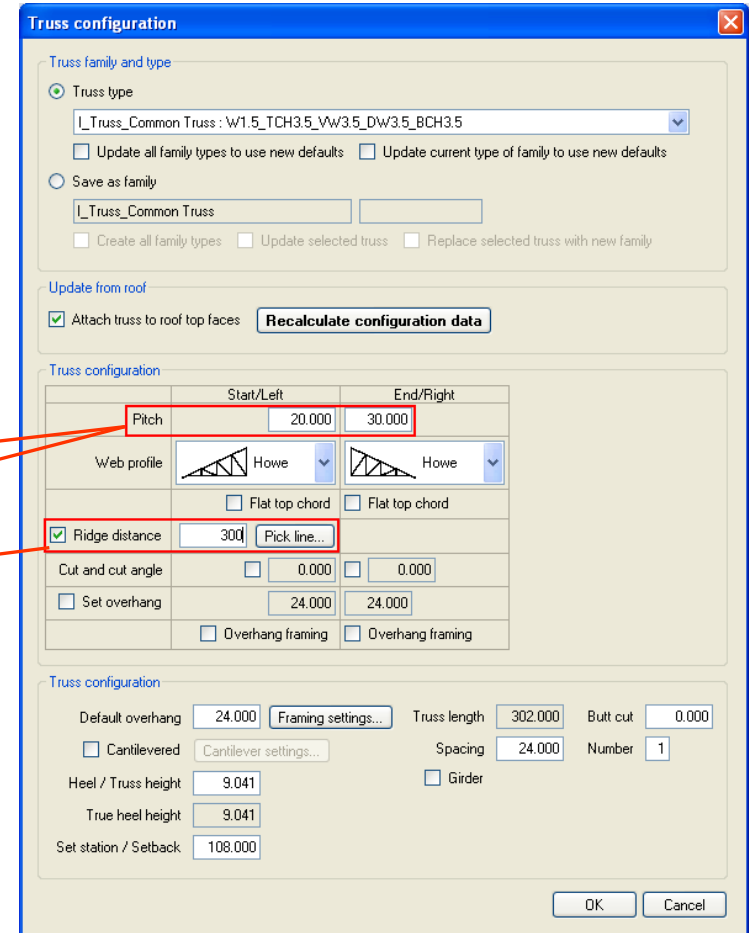 Truss configuration
Truss family and type
Truss type
I_Truss_Common Truss : W1.5_TCH3.5_VW3.5_DW3.5_BCH3.5
Update all family types to use new defaults Update current type of family to use new defaults
Save as family
I_Truss_Common Truss
Create all family types Update selected truss Replace selected truss with new family
Update from roof
Attach truss to roof top faces Recalculate configuration data
Truss configuration
Start/Left End/Right
Pitch 20.000 30.000
Web profile Howe Howe
Flat top chord Flat top chord
Ridge distance 300 Pick line...
Cut and cut angle 0.000 0.000
Set overhang 24.000 24.000
Overhang framing Overhang framing
Truss configuration
Default overhang 24.000 Framing settings... Truss length 302.000 Butt cut 0.000
Cantilevered Cantilever settings... Spacing 24.000 Number 1
Heel / Truss height 9.041 Girder
True heel height 9.041
Set station / Setback 108.000
OK Cancel